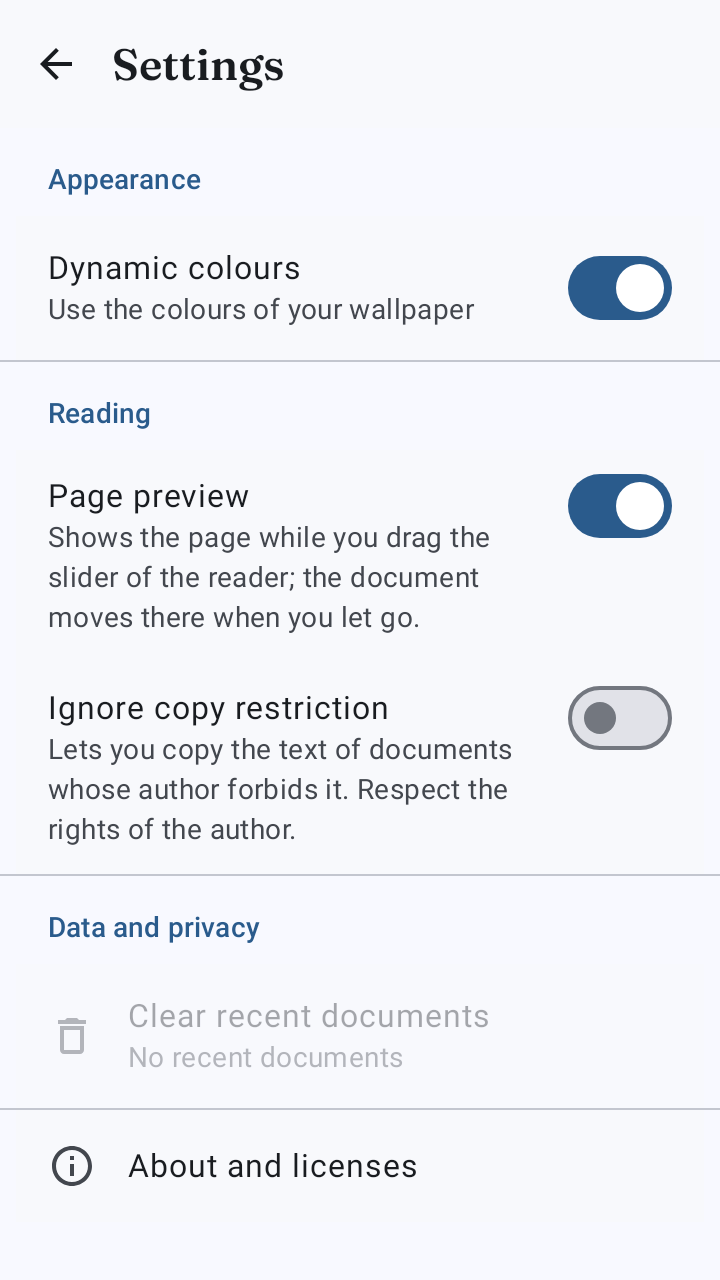 Settings
Appearance
Dynamic colours
Use the colours of your wallpaper
Reading
Page preview
Shows the page while you drag the
slider of the reader; the document
moves there when you let go.
Ignore copy restriction
Lets you copy the text of documents
whose author forbids it. Respect the
rights of the author.
Data and privacy
Clear recent documents
No recent documents
About and licenses